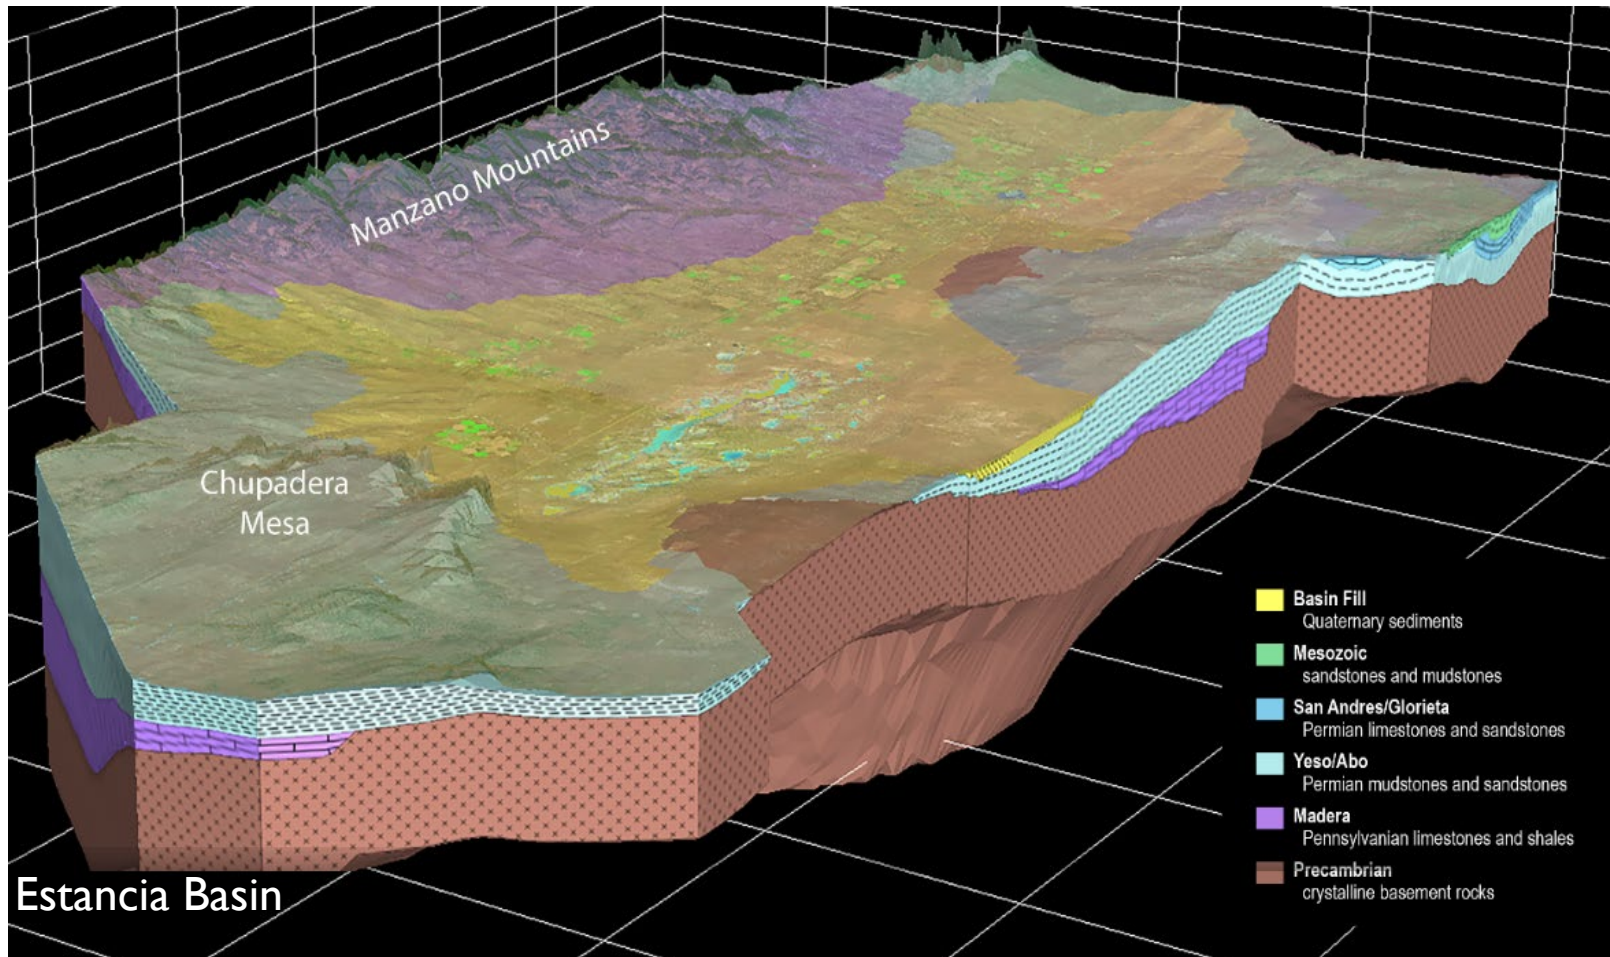 Manzano Mountains
Chupadera
Mesa
Basin Fill
Quaternary sediments
Mesozoic
sandstones and mudstones
San Andres/Glorieta
Permian limestones and sandstones
Yeso/Abo
Permian mudstones and sandstones
Madera
Pennsylvanian limestones and shales
Precambrian
crystalline basement rocks
Estancia Basin